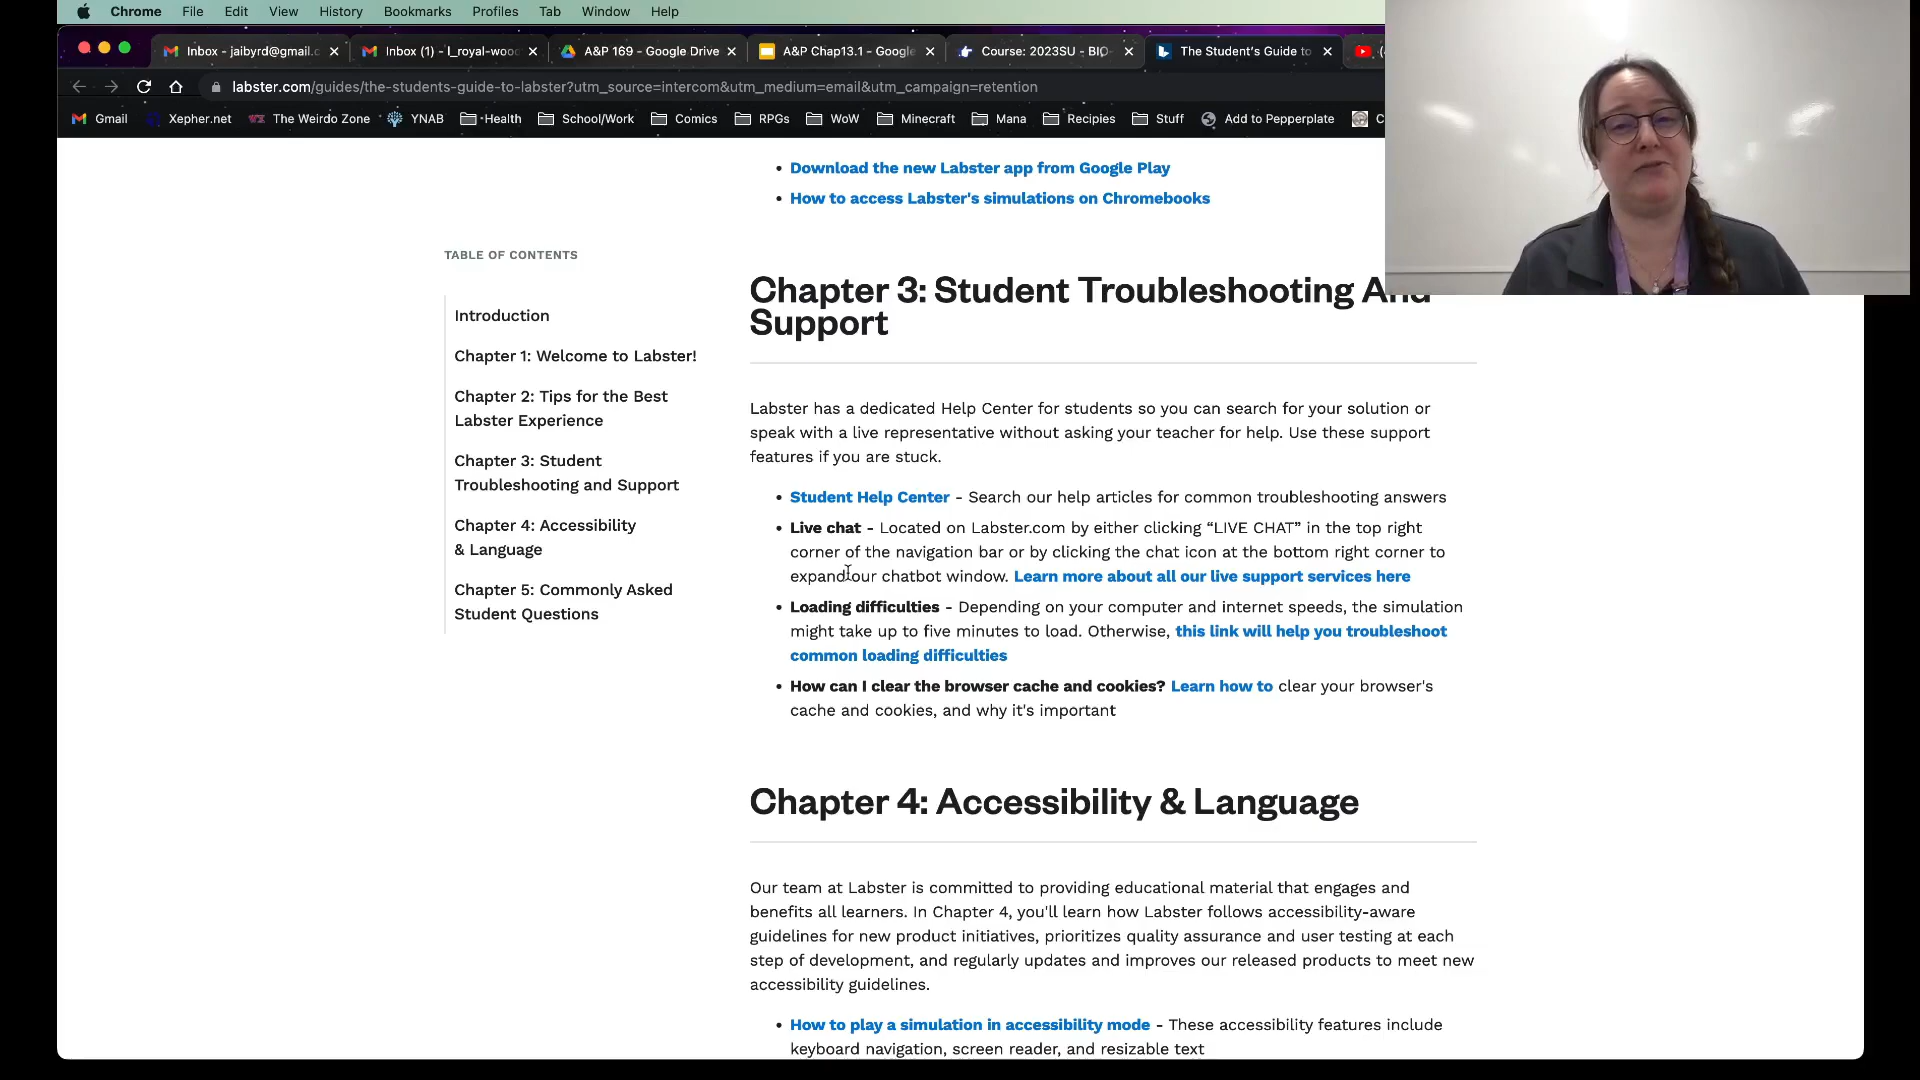 Chrome File Edit View History Bookmarks Profiles Tab Window Help
Inbox - jaibyrd@gmail.c Inbox (1) - l_royal-woo A&P 169 - Google Drive A&P Chap13.1 - Google Course: 2023SU - BIO- The Student's Guide to
labster.com/guides/the-students-guide-to-labster?utm_source=intercom&utm_medium=email&utm_campaign=retention
Gmail Xepher.net The Weirdo Zone YNAB Health School/Work Comics RPGs WoW Minecraft Mana Recipies Stuff Add to Pepperplate C
• Download the new Labster app from Google Play
• How to access Labster's simulations on Chromebooks
TABLE OF CONTENTS
Introduction
Chapter 1: Welcome to Labster!
Chapter 2: Tips for the Best
Labster Experience
Chapter 3: Student
Troubleshooting and Support
Chapter 4: Accessibility
& Language
Chapter 5: Commonly Asked
Student Questions
Chapter 3: Student Troubleshooting And
Support
Labster has a dedicated Help Center for students so you can search for your solution or
speak with a live representative without asking your teacher for help. Use these support
features if you are stuck.
• Student Help Center - Search our help articles for common troubleshooting answers
• Live chat - Located on Labster.com by either clicking “LIVE CHAT” in the top right
corner of the navigation bar or by clicking the chat icon at the bottom right corner to
expand our chatbot window. Learn more about all our live support services here
• Loading difficulties - Depending on your computer and internet speeds, the simulation
might take up to five minutes to load. Otherwise, this link will help you troubleshoot
common loading difficulties
• How can I clear the browser cache and cookies? Learn how to clear your browser's
cache and cookies, and why it's important
Chapter 4: Accessibility & Language
Our team at Labster is committed to providing educational material that engages and
benefits all learners. In Chapter 4, you'll learn how Labster follows accessibility-aware
guidelines for new product initiatives, prioritizes quality assurance and user testing at each
step of development, and regularly updates and improves our released products to meet new
accessibility guidelines.
• How to play a simulation in accessibility mode - These accessibility features include
keyboard navigation, screen reader, and resizable text